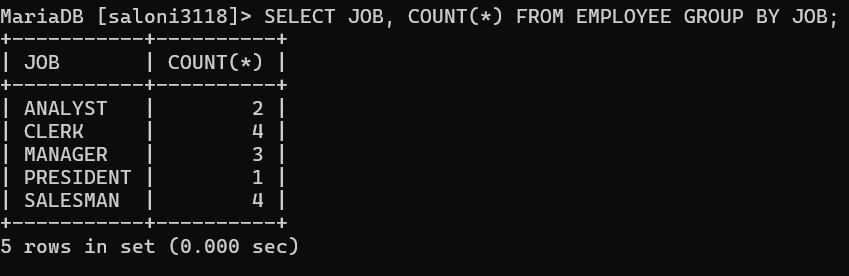 MariaDB [saloni3118]> SELECT JOB, COUNT(*) FROM EMPLOYEE GROUP BY JOB;
+-----------+----------+
| JOB       | COUNT(*) |
+-----------+----------+
| ANALYST   |        2 |
| CLERK     |        4 |
| MANAGER   |        3 |
| PRESIDENT |        1 |
| SALESMAN  |        4 |
+-----------+----------+
5 rows in set (0.000 sec)